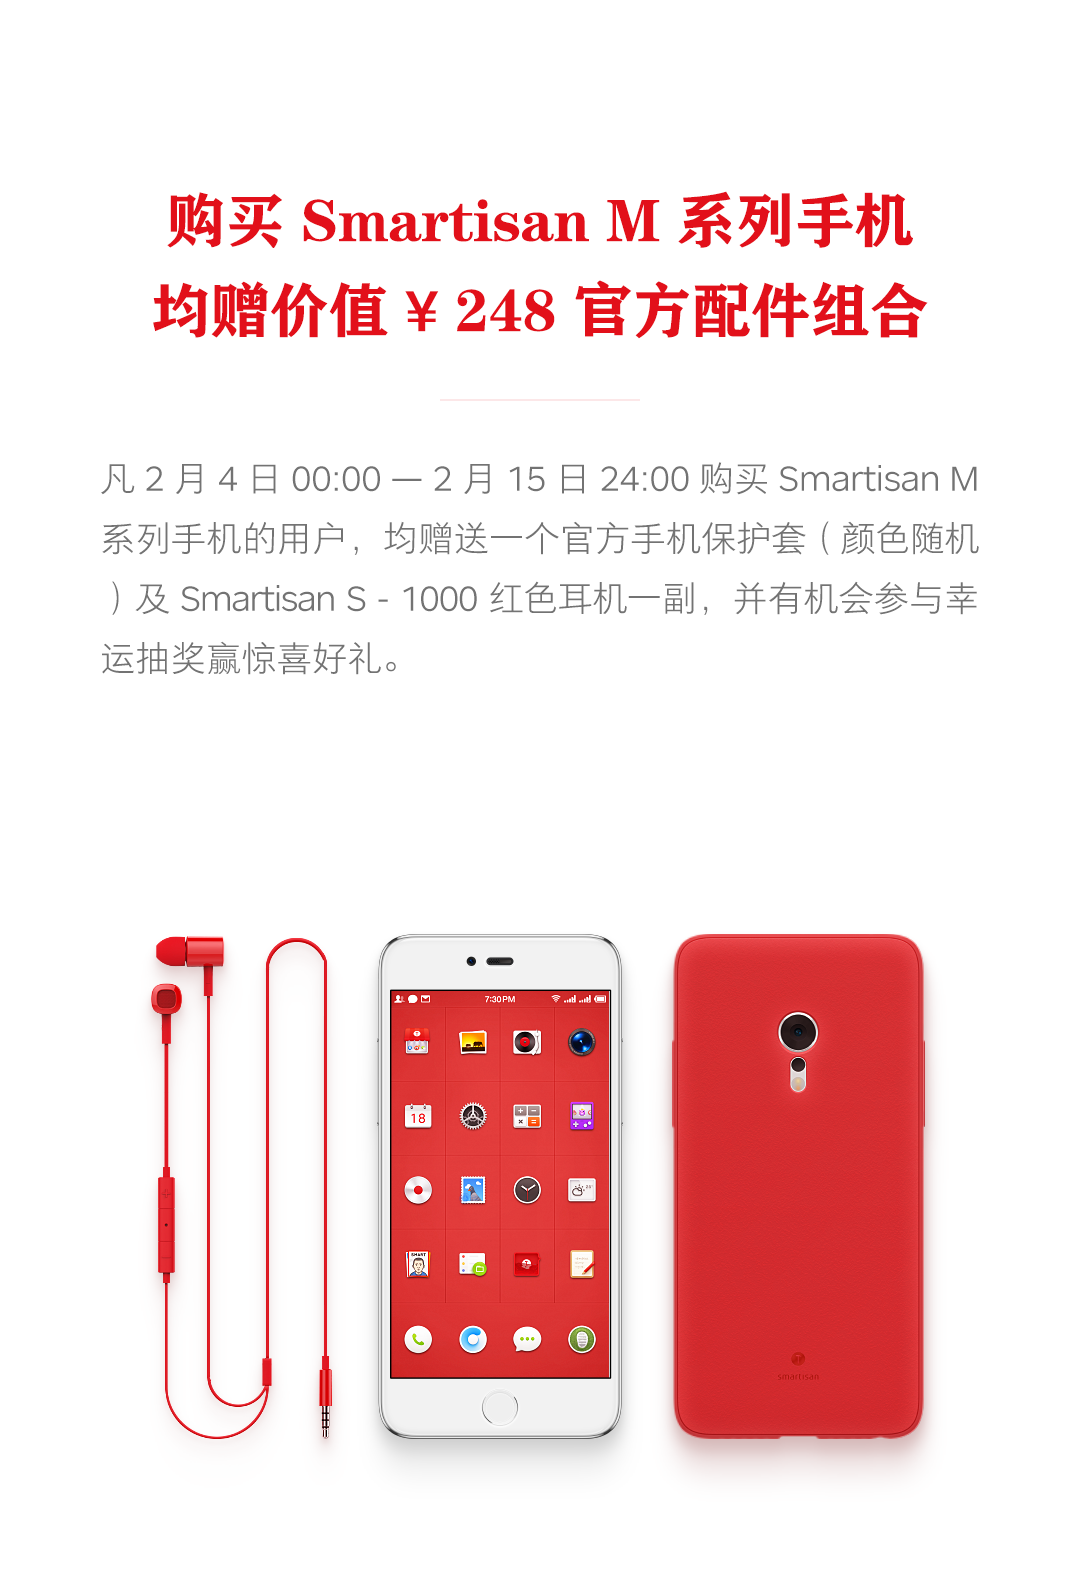 购买 Smartisan M 系列手机
均赠价值 ¥ 248 官方配件组合
凡 2 月 4 日 00:00 — 2 月 15 日 24:00 购买 Smartisan M
系列手机的用户，均赠送一个官方手机保护套（颜色随机
）及 Smartisan S - 1000 红色耳机一副，并有机会参与幸
运抽奖赢惊喜好礼。
7:30PM
18
SMART
smartisan